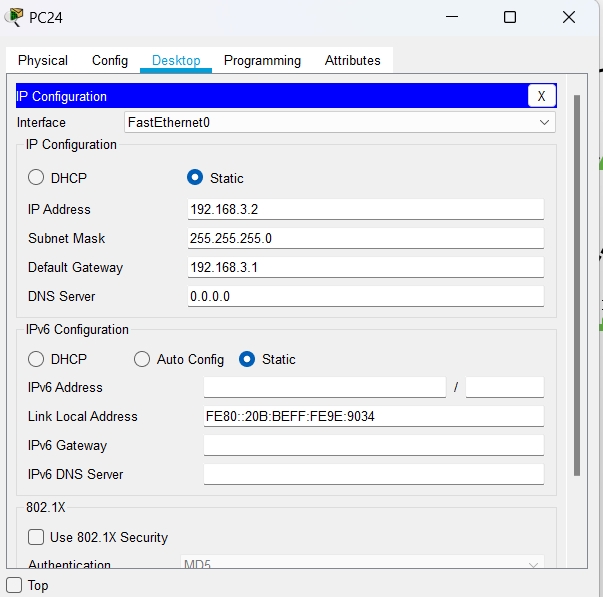 PC24
Physical Config Desktop Programming Attributes
IP Configuration X
Interface FastEthernet0
IP Configuration
DHCP Static
IP Address 192.168.3.2
Subnet Mask 255.255.255.0
Default Gateway 192.168.3.1
DNS Server 0.0.0.0
IPv6 Configuration
DHCP Auto Config Static
IPv6 Address /
Link Local Address FE80::20B:BEFF:FE9E:9034
IPv6 Gateway
IPv6 DNS Server
802.1X
Use 802.1X Security
Authentication MD5
Top